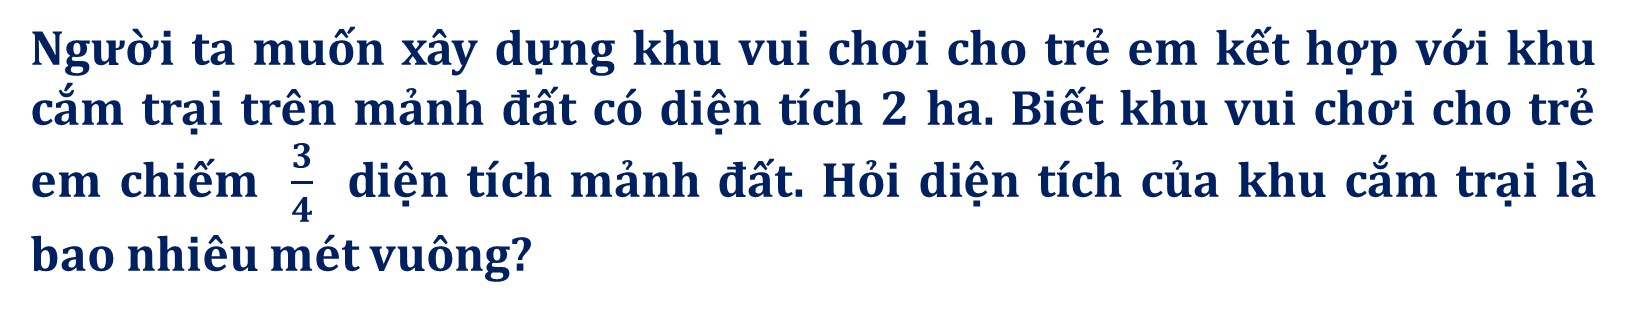 Người ta muốn xây dựng khu vui chơi cho trẻ em kết hợp với khu
cắm trại trên mảnh đất có diện tích 2 ha. Biết khu vui chơi cho trẻ
em chiếm 3/4 diện tích mảnh đất. Hỏi diện tích của khu cắm trại là
bao nhiêu mét vuông?